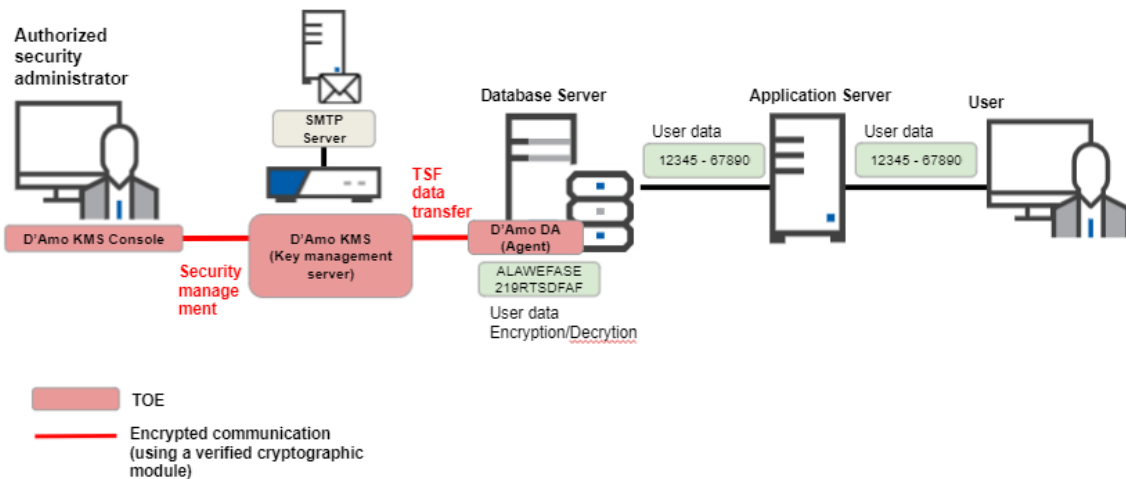 Authorized
security
administrator
SMTP
Server
Database Server
Application Server
User
User data
12345 - 67890
User data
12345 - 67890
TSF
data
transfer
D'Amo KMS Console
D'Amo KMS
(Key management
server)
D'Amo DA
(Agent)
Security
manage
ment
ALAWEFASE
219RTSDFAF
User data
Encryption/Decrytion
TOE
Encrypted communication
(using a verified cryptographic
module)